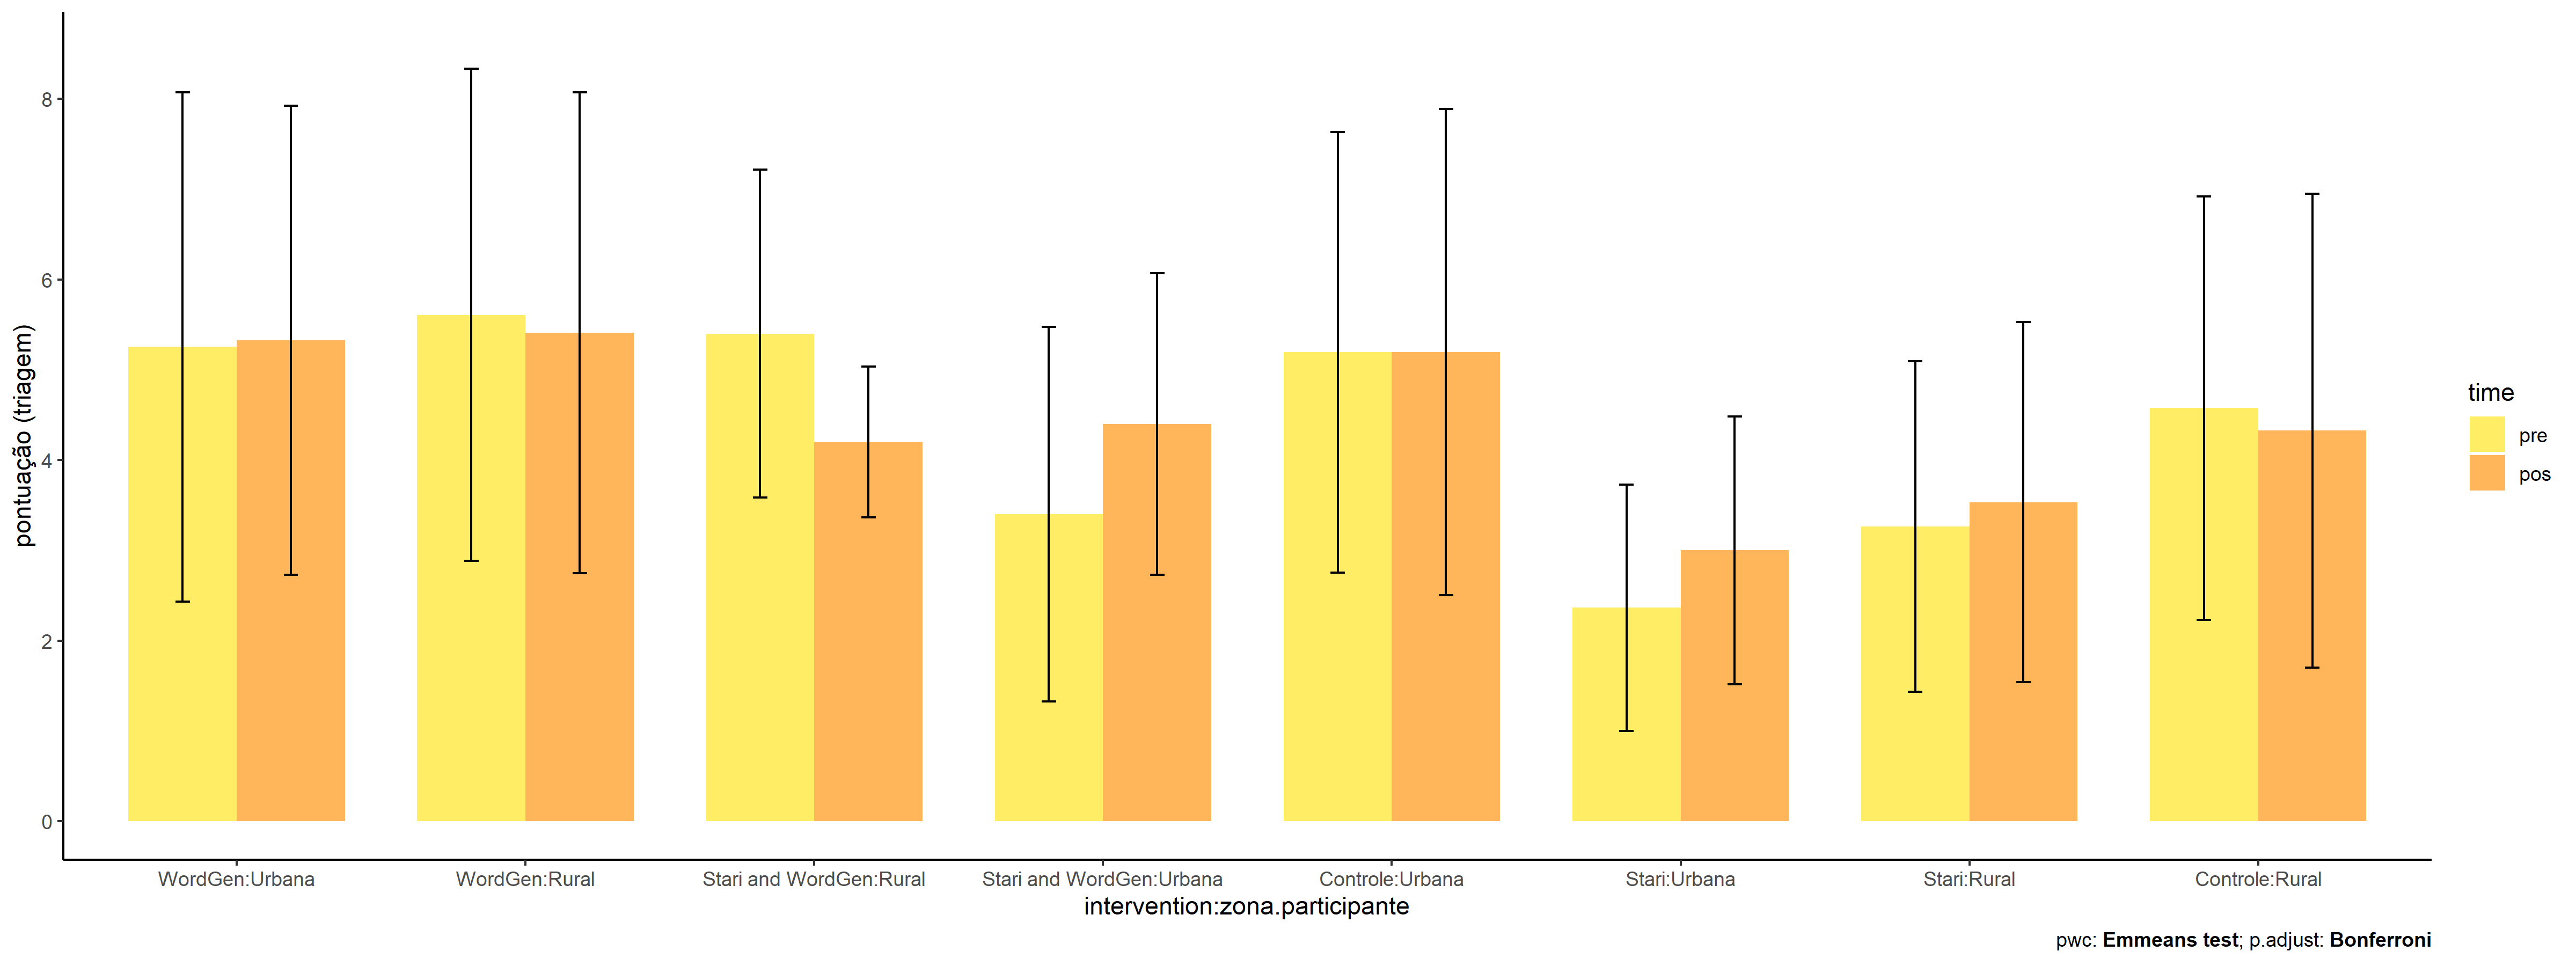 pontuação (triagem)
8
6
4
2
0
WordGen:Urbana
WordGen:Rural
Stari and WordGen:Rural
Stari and WordGen:Urbana
Controle:Urbana
Stari:Urbana
Stari:Rural
Controle:Rural
intervention:zona.participante
time
pre
pos
pwc: Emmeans test; p.adjust: Bonferroni